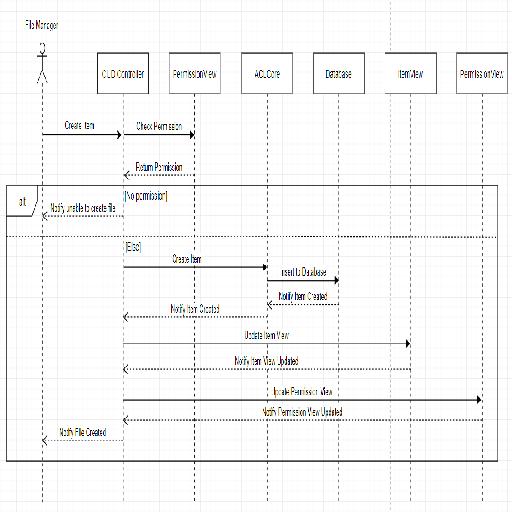 File Manager
CUD Controller
PermissionView
ACLCore
Database
ItemView
PermissionView
Create Item
Check Permission
Return Permission
alt
[No permission]
Notify unable to create file
[Else]
Create Item
Insert to Database
Notify Item Created
Notify Item Created
Update Item View
Notify Item View Updated
Update Permission View
Notify Permission View Updated
Notify File Created